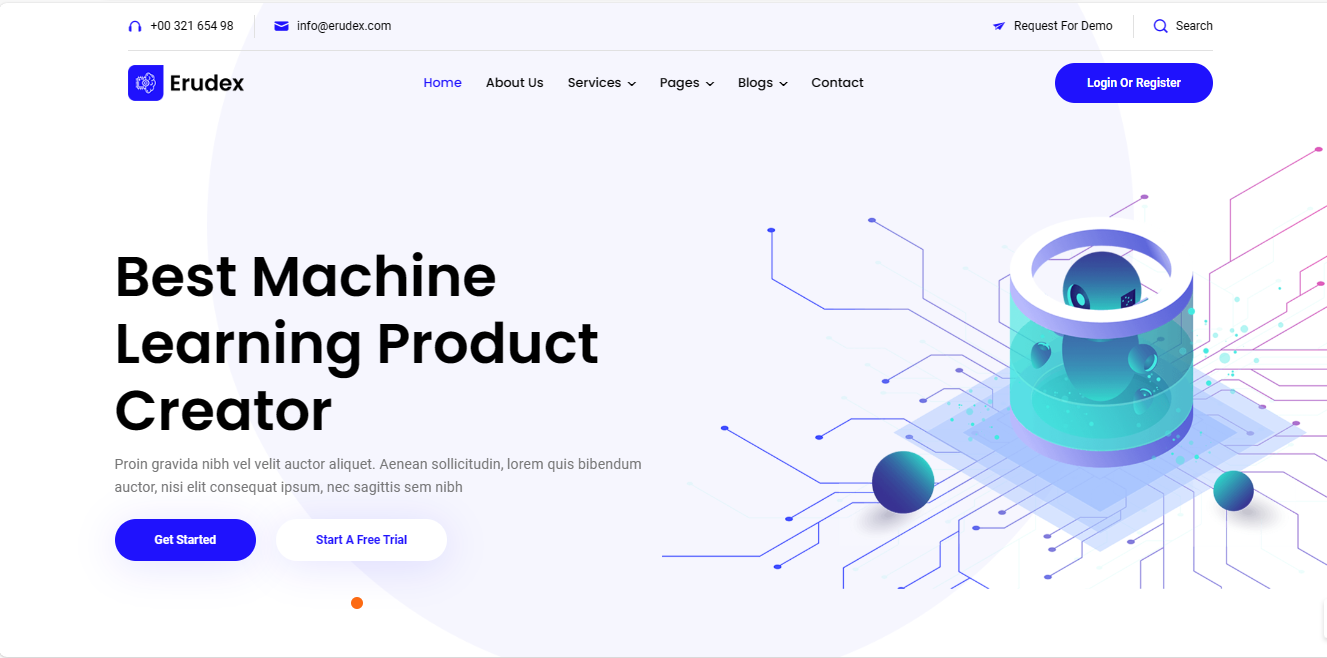 +00 321 654 98
info@erudex.com
Request For Demo
Search
Erudex
Home
About Us
Services
Pages
Blogs
Contact
Login Or Register
Best Machine
Learning Product
Creator
Proin gravida nibh vel velit auctor aliquet. Aenean sollicitudin, lorem quis bibendum
auctor, nisi elit consequat ipsum, nec sagittis sem nibh
Get Started
Start A Free Trial